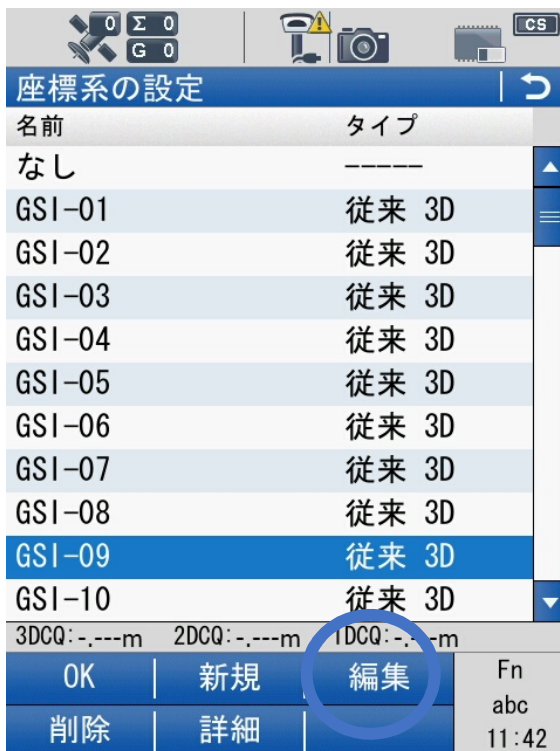 0 Σ 0
G 0
CS
座標系の設定
名前 タイプ
なし -----
GSI-01 従来 3D
GSI-02 従来 3D
GSI-03 従来 3D
GSI-04 従来 3D
GSI-05 従来 3D
GSI-06 従来 3D
GSI-07 従来 3D
GSI-08 従来 3D
GSI-09 従来 3D
GSI-10 従来 3D
3DCQ:-.---m 2DCQ:-.---m 1DCQ:-.---m
OK 新規 編集 Fn
abc
削除 詳細 11:42